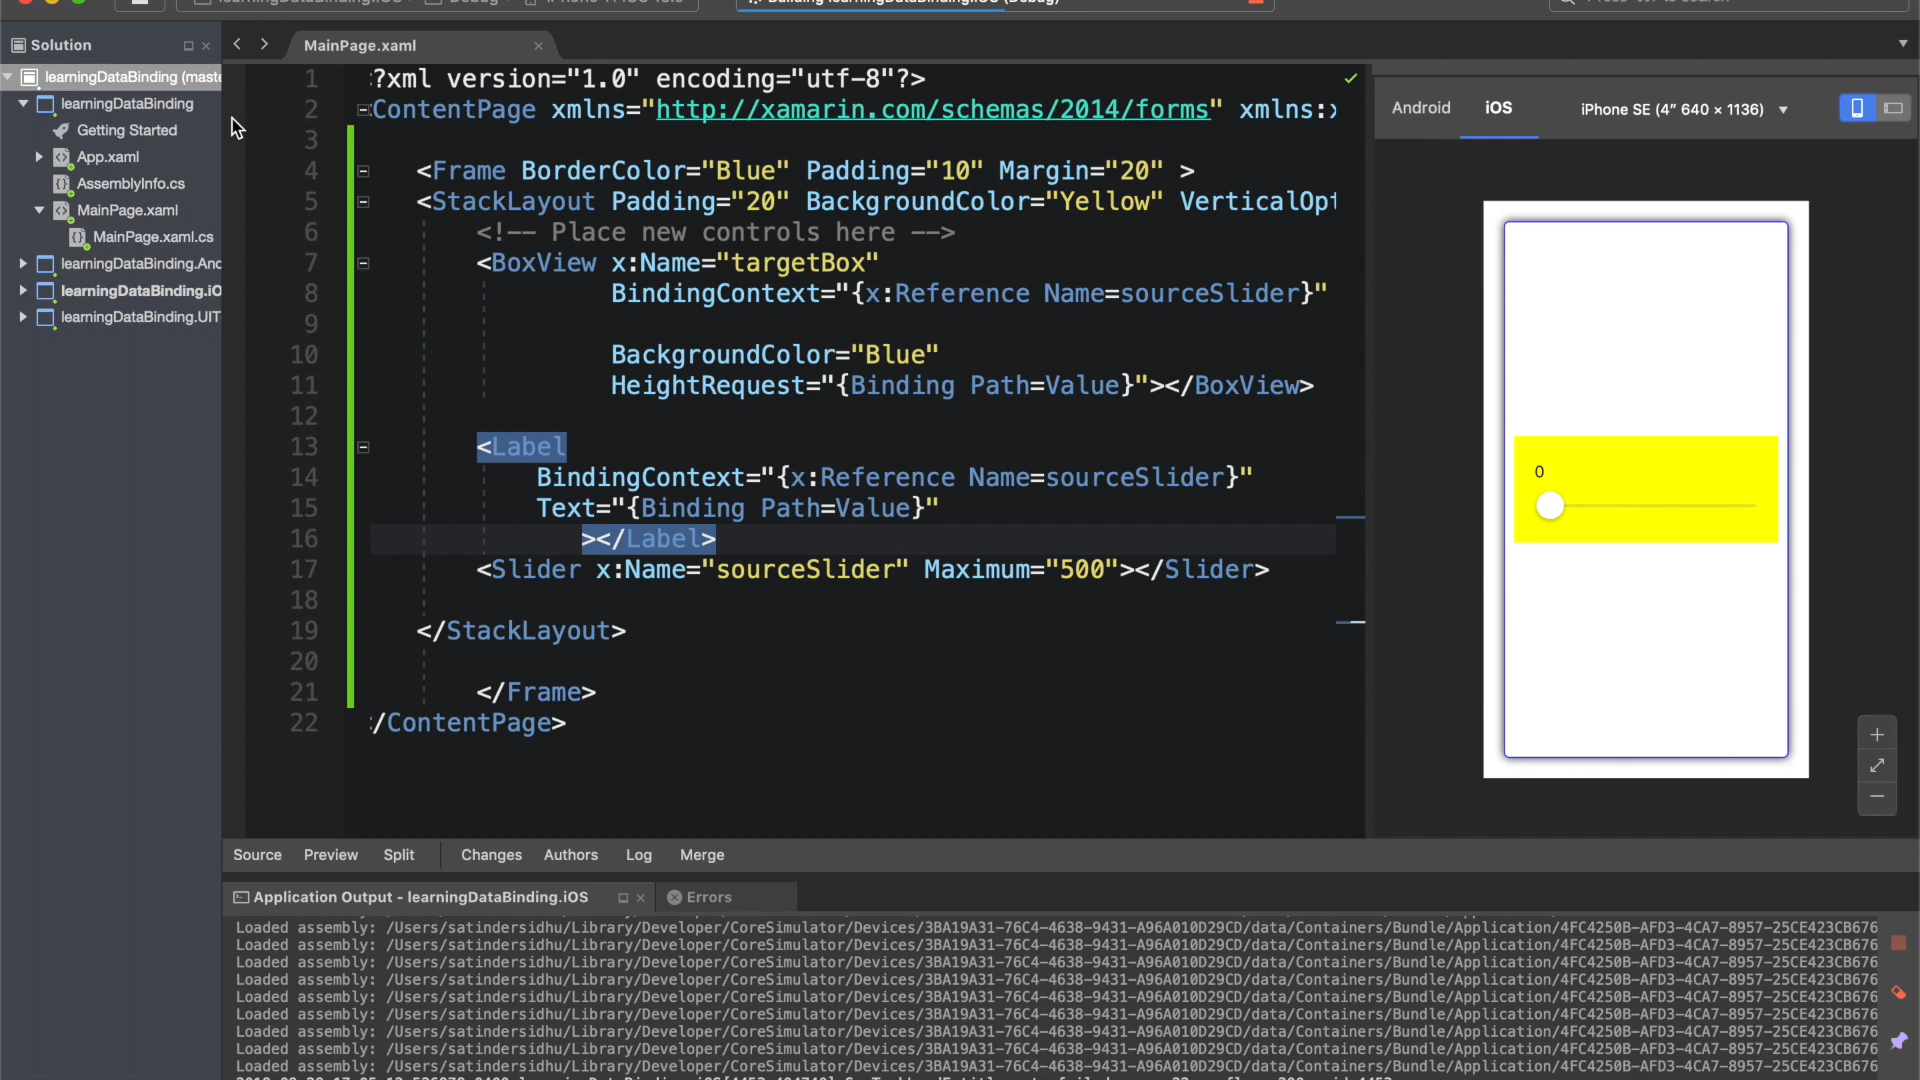 Solution
MainPage.xaml
learningDataBinding (maste
learningDataBinding
Getting Started
App.xaml
AssemblyInfo.cs
MainPage.xaml
MainPage.xaml.cs
learningDataBinding.And
learningDataBinding.iO
learningDataBinding.UIT
1 ?xml version="1.0" encoding="utf-8"?>
2 ContentPage xmlns="http://xamarin.com/schemas/2014/forms" xmlns:
3
4 <Frame BorderColor="Blue" Padding="10" Margin="20" >
5 <StackLayout Padding="20" BackgroundColor="Yellow" VerticalOpt
6 <!-- Place new controls here -->
7 <BoxView x:Name="targetBox"
8 BindingContext="{x:Reference Name=sourceSlider}"
9
10 BackgroundColor="Blue"
11 HeightRequest="{Binding Path=Value}"></BoxView>
12
13 <Label
14 BindingContext="{x:Reference Name=sourceSlider}"
15 Text="{Binding Path=Value}"
16 ></Label>
17 <Slider x:Name="sourceSlider" Maximum="500"></Slider>
18
19 </StackLayout>
20
21 </Frame>
22 /ContentPage>
Android iOS iPhone SE (4” 640 × 1136)
0
Source Preview Split Changes Authors Log Merge
Application Output - learningDataBinding.iOS Errors
Loaded assembly: /Users/satindersidhu/Library/Developer/CoreSimulator/Devices/3BA19A31-76C4-4638-9431-A96A010D29CD/data/Containers/Bundle/Application/4FC4250B-AFD3-4CA7-8957-25CE423CB676
Loaded assembly: /Users/satindersidhu/Library/Developer/CoreSimulator/Devices/3BA19A31-76C4-4638-9431-A96A010D29CD/data/Containers/Bundle/Application/4FC4250B-AFD3-4CA7-8957-25CE423CB676
Loaded assembly: /Users/satindersidhu/Library/Developer/CoreSimulator/Devices/3BA19A31-76C4-4638-9431-A96A010D29CD/data/Containers/Bundle/Application/4FC4250B-AFD3-4CA7-8957-25CE423CB676
Loaded assembly: /Users/satindersidhu/Library/Developer/CoreSimulator/Devices/3BA19A31-76C4-4638-9431-A96A010D29CD/data/Containers/Bundle/Application/4FC4250B-AFD3-4CA7-8957-25CE423CB676
Loaded assembly: /Users/satindersidhu/Library/Developer/CoreSimulator/Devices/3BA19A31-76C4-4638-9431-A96A010D29CD/data/Containers/Bundle/Application/4FC4250B-AFD3-4CA7-8957-25CE423CB676
Loaded assembly: /Users/satindersidhu/Library/Developer/CoreSimulator/Devices/3BA19A31-76C4-4638-9431-A96A010D29CD/data/Containers/Bundle/Application/4FC4250B-AFD3-4CA7-8957-25CE423CB676
Loaded assembly: /Users/satindersidhu/Library/Developer/CoreSimulator/Devices/3BA19A31-76C4-4638-9431-A96A010D29CD/data/Containers/Bundle/Application/4FC4250B-AFD3-4CA7-8957-25CE423CB676
Loaded assembly: /Users/satindersidhu/Library/Developer/CoreSimulator/Devices/3BA19A31-76C4-4638-9431-A96A010D29CD/data/Containers/Bundle/Application/4FC4250B-AFD3-4CA7-8957-25CE423CB676
Loaded assembly: /Users/satindersidhu/Library/Developer/CoreSimulator/Devices/3BA19A31-76C4-4638-9431-A96A010D29CD/data/Containers/Bundle/Application/4FC4250B-AFD3-4CA7-8957-25CE423CB676